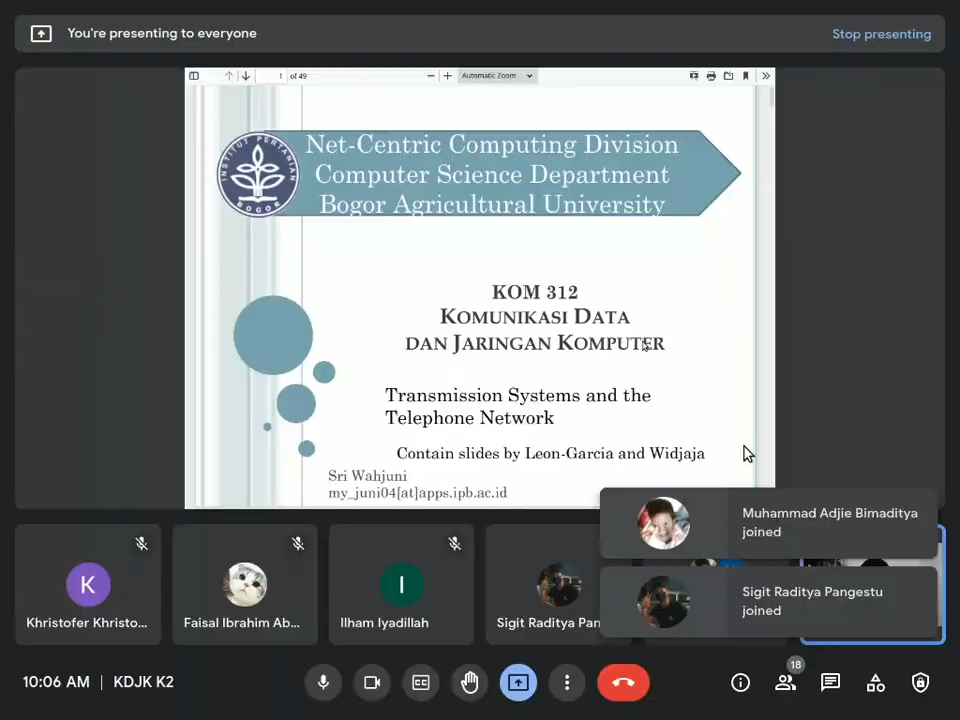 You're presenting to everyone
Stop presenting
1 of 49
Automatic Zoom
INSTITUT PERTANIAN
BOGOR
Net-Centric Computing Division
Computer Science Department
Bogor Agricultural University
KOM 312
KOMUNIKASI DATA
DAN JARINGAN KOMPUTER
Transmission Systems and the
Telephone Network
Contain slides by Leon-Garcia and Widjaja
Sri Wahjuni
my_juni04[at]apps.ipb.ac.id
Muhammad Adjie Bimaditya
joined
Sigit Raditya Pangestu
joined
K
I
Khristofer Khristo...
Faisal Ibrahim Ab...
Ilham Iyadillah
Sigit Raditya Pan
10:06 AM | KDJK K2
18